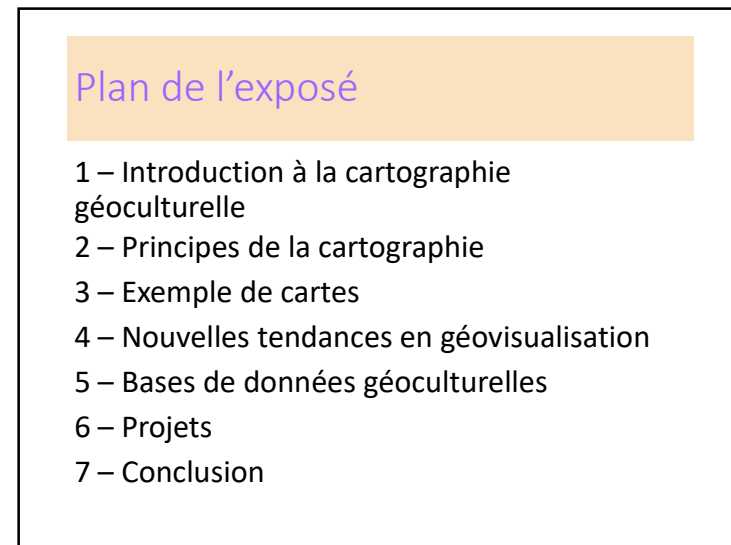 Plan de l’exposé
1 – Introduction à la cartographie
géoculturelle
2 – Principes de la cartographie
3 – Exemple de cartes
4 – Nouvelles tendances en géovisualisation
5 – Bases de données géoculturelles
6 – Projets
7 – Conclusion